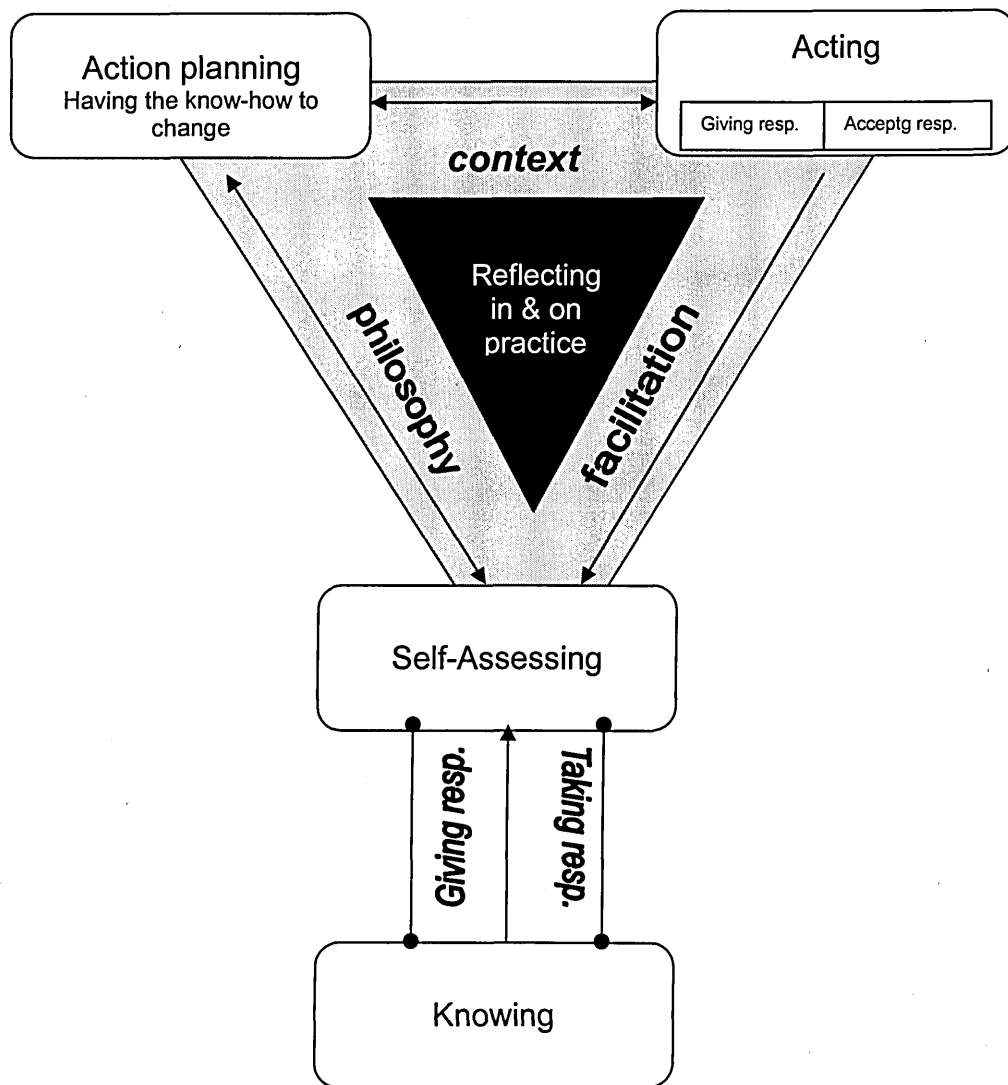 Action planning
Having the know-how to
change
Acting
Giving resp.
Acceptg resp.
context
Reflecting
in & on
practice
philosophy
facilitation
Self-Assessing
Giving resp.
Taking resp.
Knowing